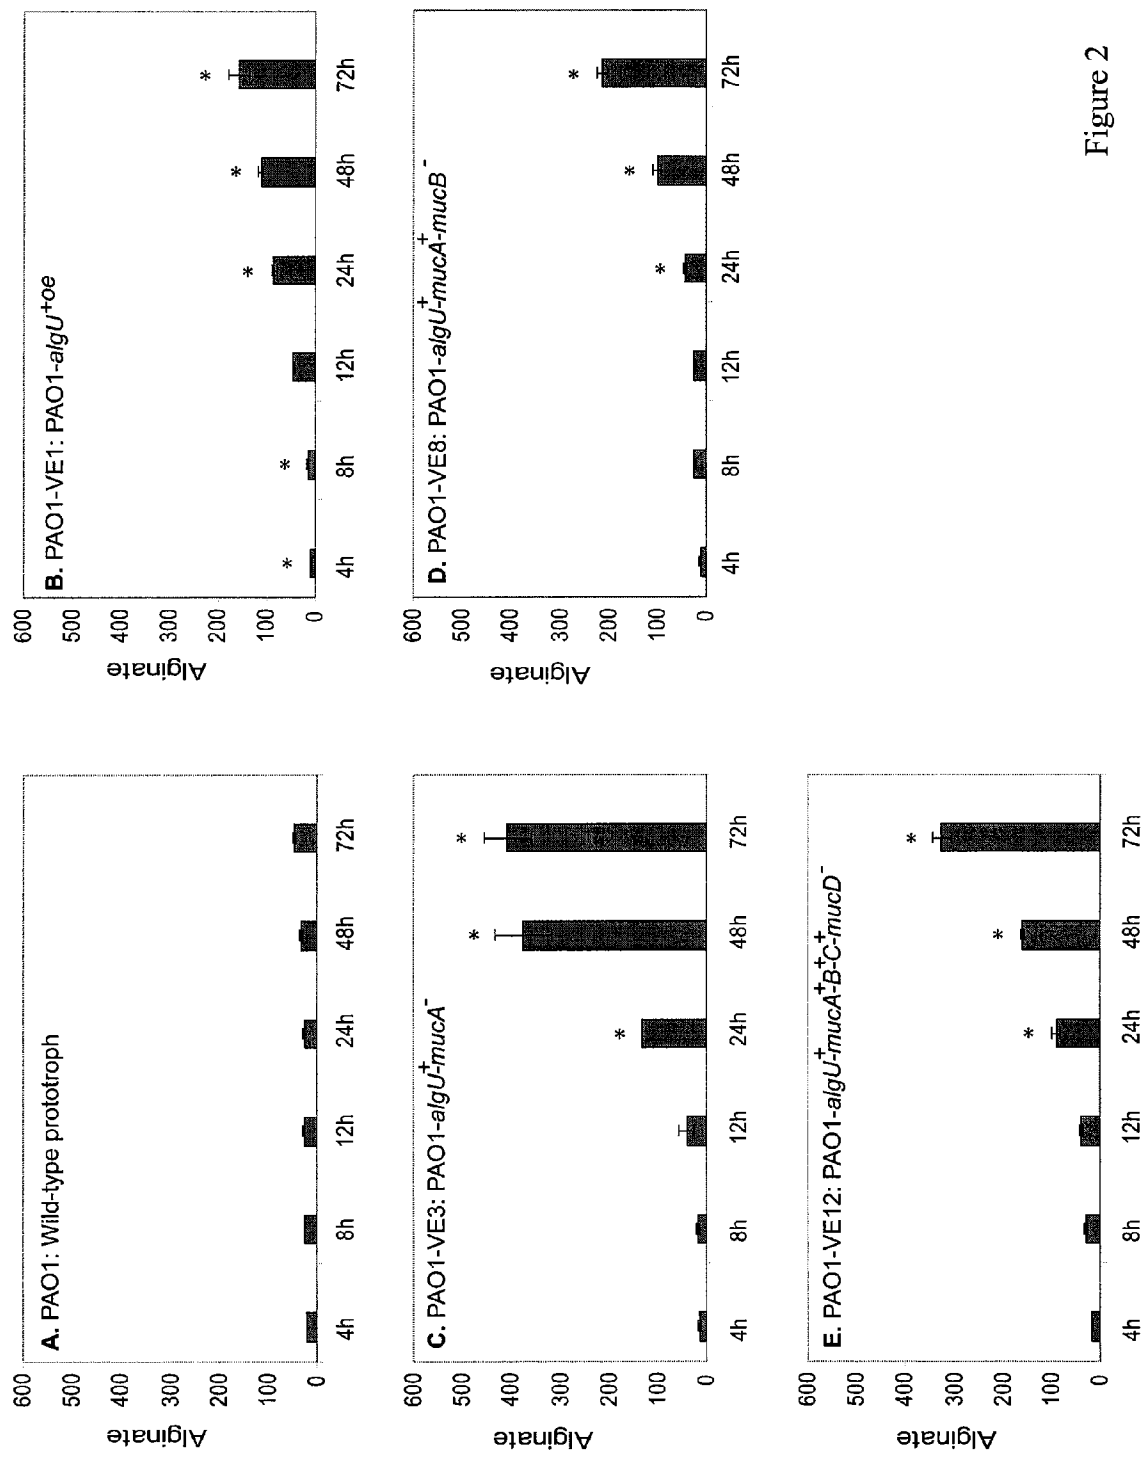 A. PAO1: Wild-type prototroph
600
500
400
300
200
100
0
Alginate
4h 8h 12h 24h 48h 72h
B. PAO1-VE1: PAO1-algU+oe
600
500
400
300
200
100
0
Alginate
* * * * *
4h 8h 12h 24h 48h 72h
C. PAO1-VE3: PAO1-algU+-mucA-
600
500
400
300
200
100
0
Alginate
* * *
4h 8h 12h 24h 48h 72h
D. PAO1-VE8: PAO1-algU+-mucA+-mucB-
600
500
400
300
200
100
0
Alginate
* * *
4h 8h 12h 24h 48h 72h
E. PAO1-VE12: PAO1-algU+-mucA+-B+-C+-mucD-
600
500
400
300
200
100
0
Alginate
* * *
4h 8h 12h 24h 48h 72h
Figure 2